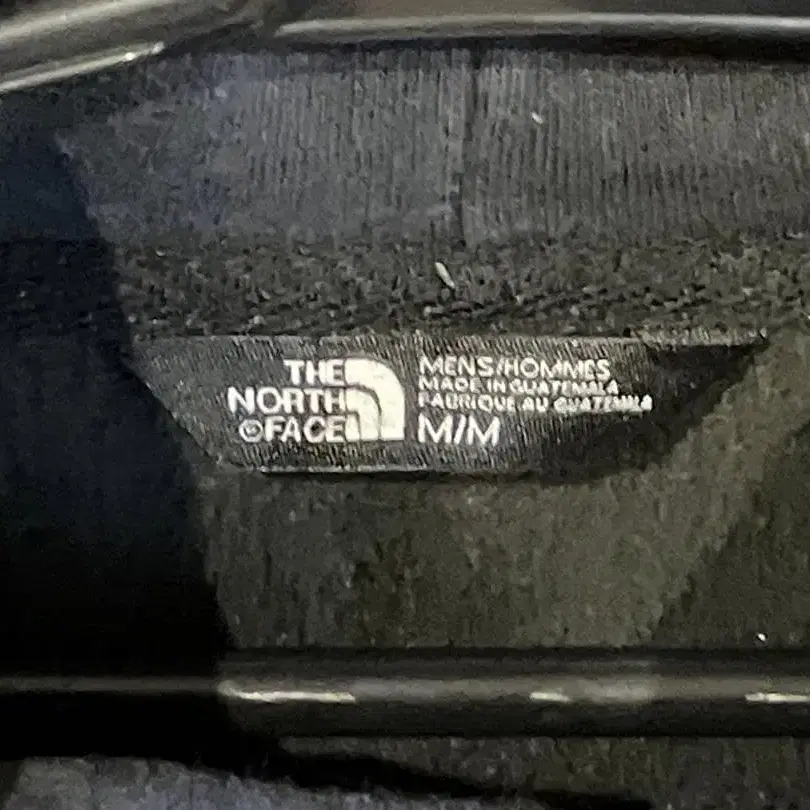 THE
NORTH
©FACE
MENS/HOMMES
MADE IN GUATEMALA
FABRIQUE AU GUATEMALA
M/M